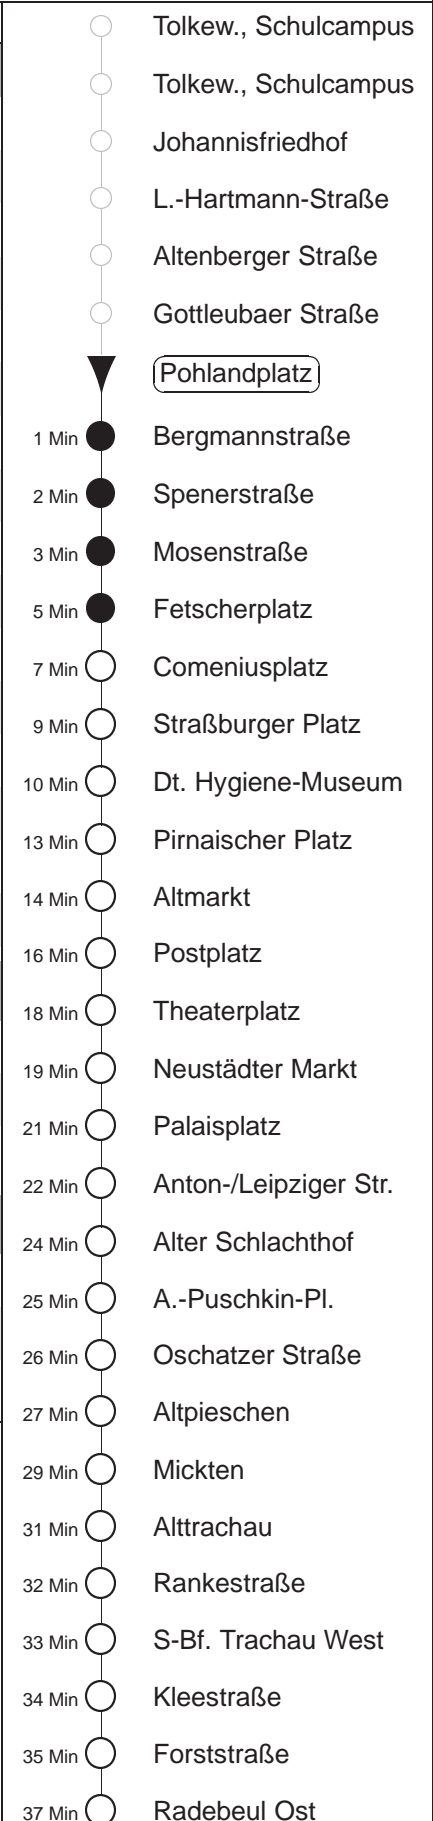 Tolkew., Schulcampus
Tolkew., Schulcampus
Johannisfriedhof
L.-Hartmann-Straße
Altenberger Straße
Gottleubaer Straße
Pohlandplatz
1 Min Bergmannstraße
2 Min Spenerstraße
3 Min Mosenstraße
5 Min Fetscherplatz
7 Min Comeniusplatz
9 Min Straßburger Platz
10 Min Dt. Hygiene-Museum
13 Min Pirnaischer Platz
14 Min Altmarkt
16 Min Postplatz
18 Min Theaterplatz
19 Min Neustädter Markt
21 Min Palaisplatz
22 Min Anton-/Leipziger Str.
24 Min Alter Schlachthof
25 Min A.-Puschkin-Pl.
26 Min Oschatzer Straße
27 Min Altpieschen
29 Min Mickten
31 Min Alttrachau
32 Min Rankestraße
33 Min S-Bf. Trachau West
34 Min Kleestraße
35 Min Forststraße
37 Min Radebeul Ost